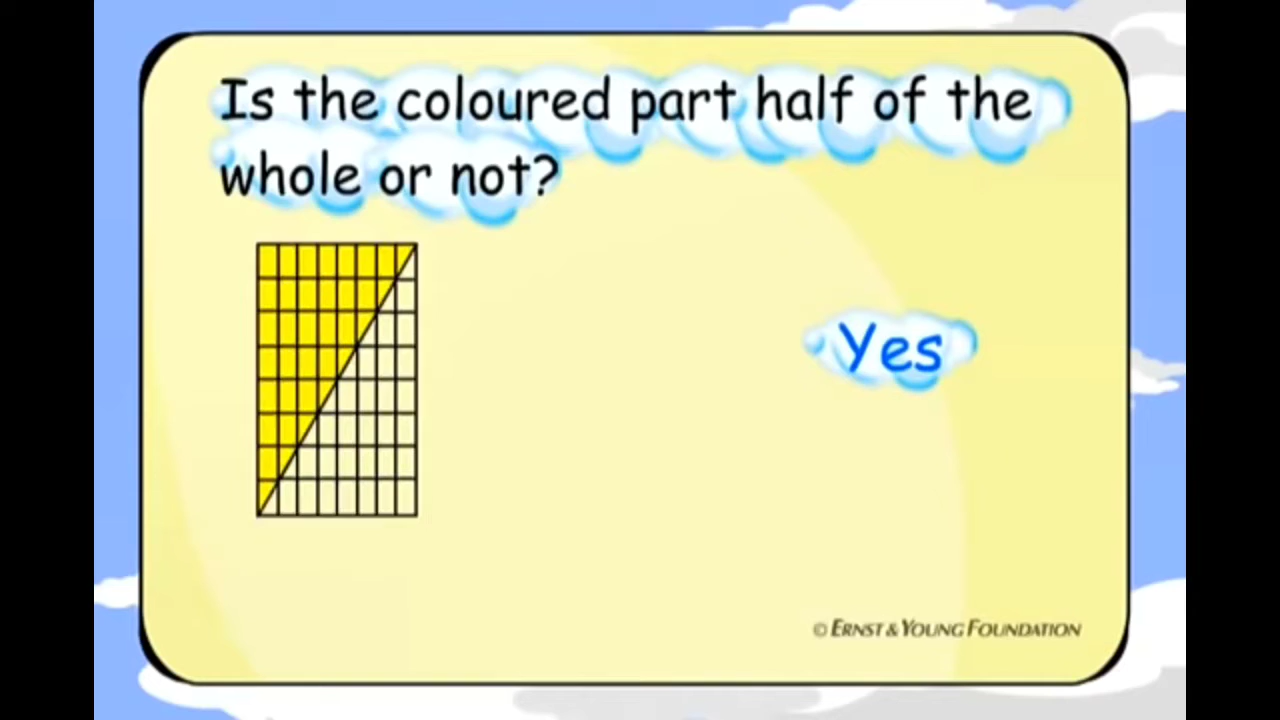 Is the coloured part half of the
whole or not?
Yes
© ERNST & YOUNG FOUNDATION